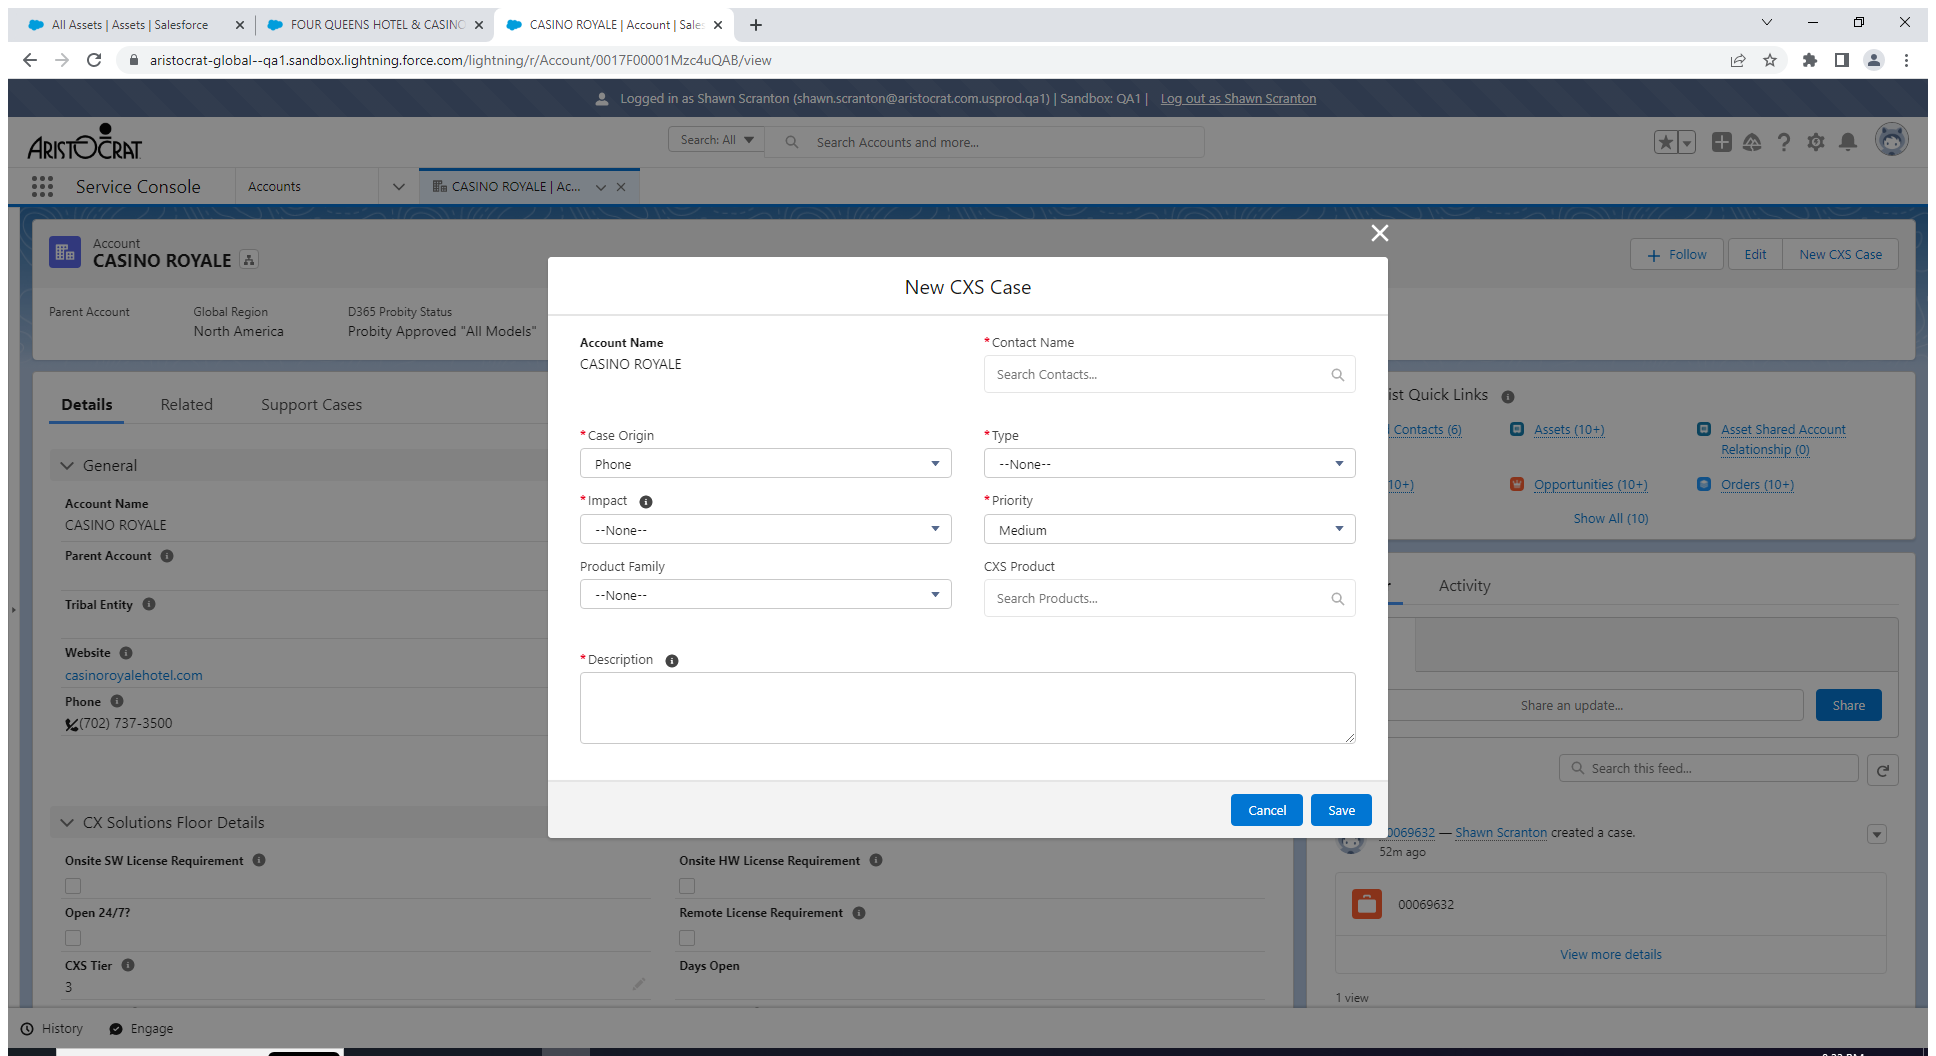 All Assets | Assets | Salesforce
FOUR QUEENS HOTEL & CASINO
CASINO ROYALE | Account | Sales
aristocrat-global--qa1.sandbox.lightning.force.com/lightning/r/Account/0017F00001Mzc4uQAB/view
Logged in as Shawn Scranton (shawn.scranton@aristocrat.com.usprod.qa1) | Sandbox: QA1 | Log out as Shawn Scranton
ARISTOCRAT
Search: All
Search Accounts and more...
Service Console
Accounts
CASINO ROYALE | Ac...
Account
CASINO ROYALE
Follow
Edit
New CXS Case
Parent Account
Global Region
North America
D365 Probity Status
Probity Approved "All Models"
Details
Related
Support Cases
General
Account Name
CASINO ROYALE
Parent Account
Tribal Entity
Website
casinoroyalehotel.com
Phone
(702) 737-3500
CX Solutions Floor Details
Onsite SW License Requirement
Onsite HW License Requirement
Open 24/7?
Remote License Requirement
CXS Tier
3
Days Open
New CXS Case
Account Name
CASINO ROYALE
*Contact Name
Search Contacts...
*Case Origin
Phone
*Type
--None--
*Impact
--None--
*Priority
Medium
Product Family
--None--
CXS Product
Search Products...
*Description
Cancel
Save
ist Quick Links
Contacts (6)
Assets (10+)
Asset Shared Account
Relationship (0)
10+)
Opportunities (10+)
Orders (10+)
Show All (10)
Activity
Share an update...
Share
Search this feed...
0069632 — Shawn Scranton created a case.
52m ago
00069632
View more details
1 view
History
Engage